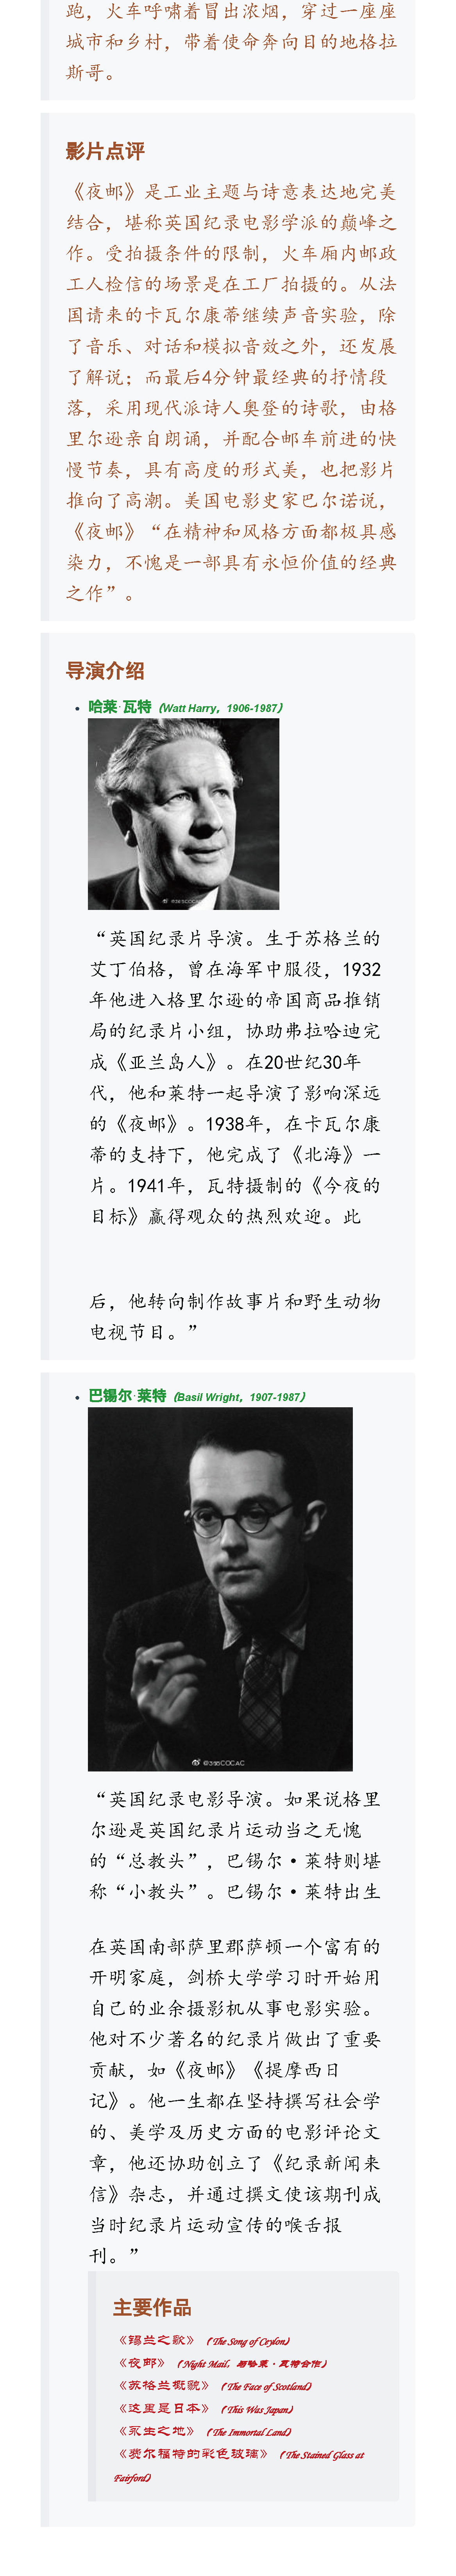 跑，火车呼啸着冒出浓烟，穿过一座座
城市和乡村，带着使命奔向目的地格拉
斯哥。
影片点评
《夜邮》是工业主题与诗意表达地完美
结合，堪称英国纪录电影学派的巅峰之
作。受拍摄条件的限制，火车厢内邮政
工人检信的场景是在工厂拍摄的。从法
国请来的卡瓦尔康蒂继续声音实验，除
了音乐、对话和模拟音效之外，还发展
了解说；而最后4分钟最经典的抒情段
落，采用现代派诗人奥登的诗歌，由格
里尔逊亲自朗诵，并配合邮车前进的快
慢节奏，具有高度的形式美，也把影片
推向了高潮。美国电影史家巴尔诺说，
《夜邮》“在精神和风格方面都极具感
染力，不愧是一部具有永恒价值的经典
之作”。
导演介绍
哈莱·瓦特（Watt Harry，1906-1987）
@385COCAC
“英国纪录片导演。生于苏格兰的
艾丁伯格，曾在海军中服役，1932
年他进入格里尔逊的帝国商品推销
局的纪录片小组，协助弗拉哈迪完
成《亚兰岛人》。在20世纪30年
代，他和莱特一起导演了影响深远
的《夜邮》。1938年，在卡瓦尔康
蒂的支持下，他完成了《北海》一
片。1941年，瓦特摄制的《今夜的
目标》赢得观众的热烈欢迎。此
后，他转向制作故事片和野生动物
电视节目。”
巴锡尔·莱特（Basil Wright，1907-1987）
@385COCAC
“英国纪录电影导演。如果说格里
尔逊是英国纪录片运动当之无愧
的“总教头”，巴锡尔•莱特则堪
称“小教头”。巴锡尔•莱特出生
在英国南部萨里郡萨顿一个富有的
开明家庭，剑桥大学学习时开始用
自己的业余摄影机从事电影实验。
他对不少著名的纪录片做出了重要
贡献，如《夜邮》《提摩西日
记》。他一生都在坚持撰写社会学
的、美学及历史方面的电影评论文
章，他还协助创立了《纪录新闻来
信》杂志，并通过撰文使该期刊成
当时纪录片运动宣传的喉舌报
刊。”
主要作品
《锡兰之歌》（The Song of Ceylon）
《夜邮》（Night Mail，与哈莱·瓦特合作）
《苏格兰概貌》（The Face of Scotland）
《这里是日本》（This Was Japan）
《永生之地》（The Immortal Land）
《费尔福特的彩色玻璃》（The Stained Glass at
Fairford）